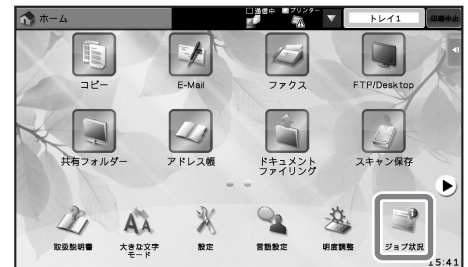 ホーム
通信中
プリンター
トレイ1
印刷中止
コピー
E-Mail
ファクス
FTP/Desktop
共有フォルダー
アドレス帳
ドキュメント
ファイリング
スキャン保存
取扱説明書
大きな文字
モード
設定
言語設定
明度調整
ジョブ状況
15:41